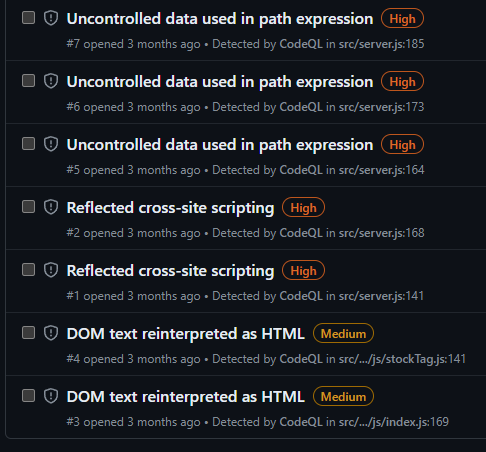 Uncontrolled data used in path expression High
#7 opened 3 months ago • Detected by CodeQL in src/server.js:185
Uncontrolled data used in path expression High
#6 opened 3 months ago • Detected by CodeQL in src/server.js:173
Uncontrolled data used in path expression High
#5 opened 3 months ago • Detected by CodeQL in src/server.js:164
Reflected cross-site scripting High
#2 opened 3 months ago • Detected by CodeQL in src/server.js:168
Reflected cross-site scripting High
#1 opened 3 months ago • Detected by CodeQL in src/server.js:141
DOM text reinterpreted as HTML Medium
#4 opened 3 months ago • Detected by CodeQL in src/.../js/stockTag.js:141
DOM text reinterpreted as HTML Medium
#3 opened 3 months ago • Detected by CodeQL in src/.../js/index.js:169